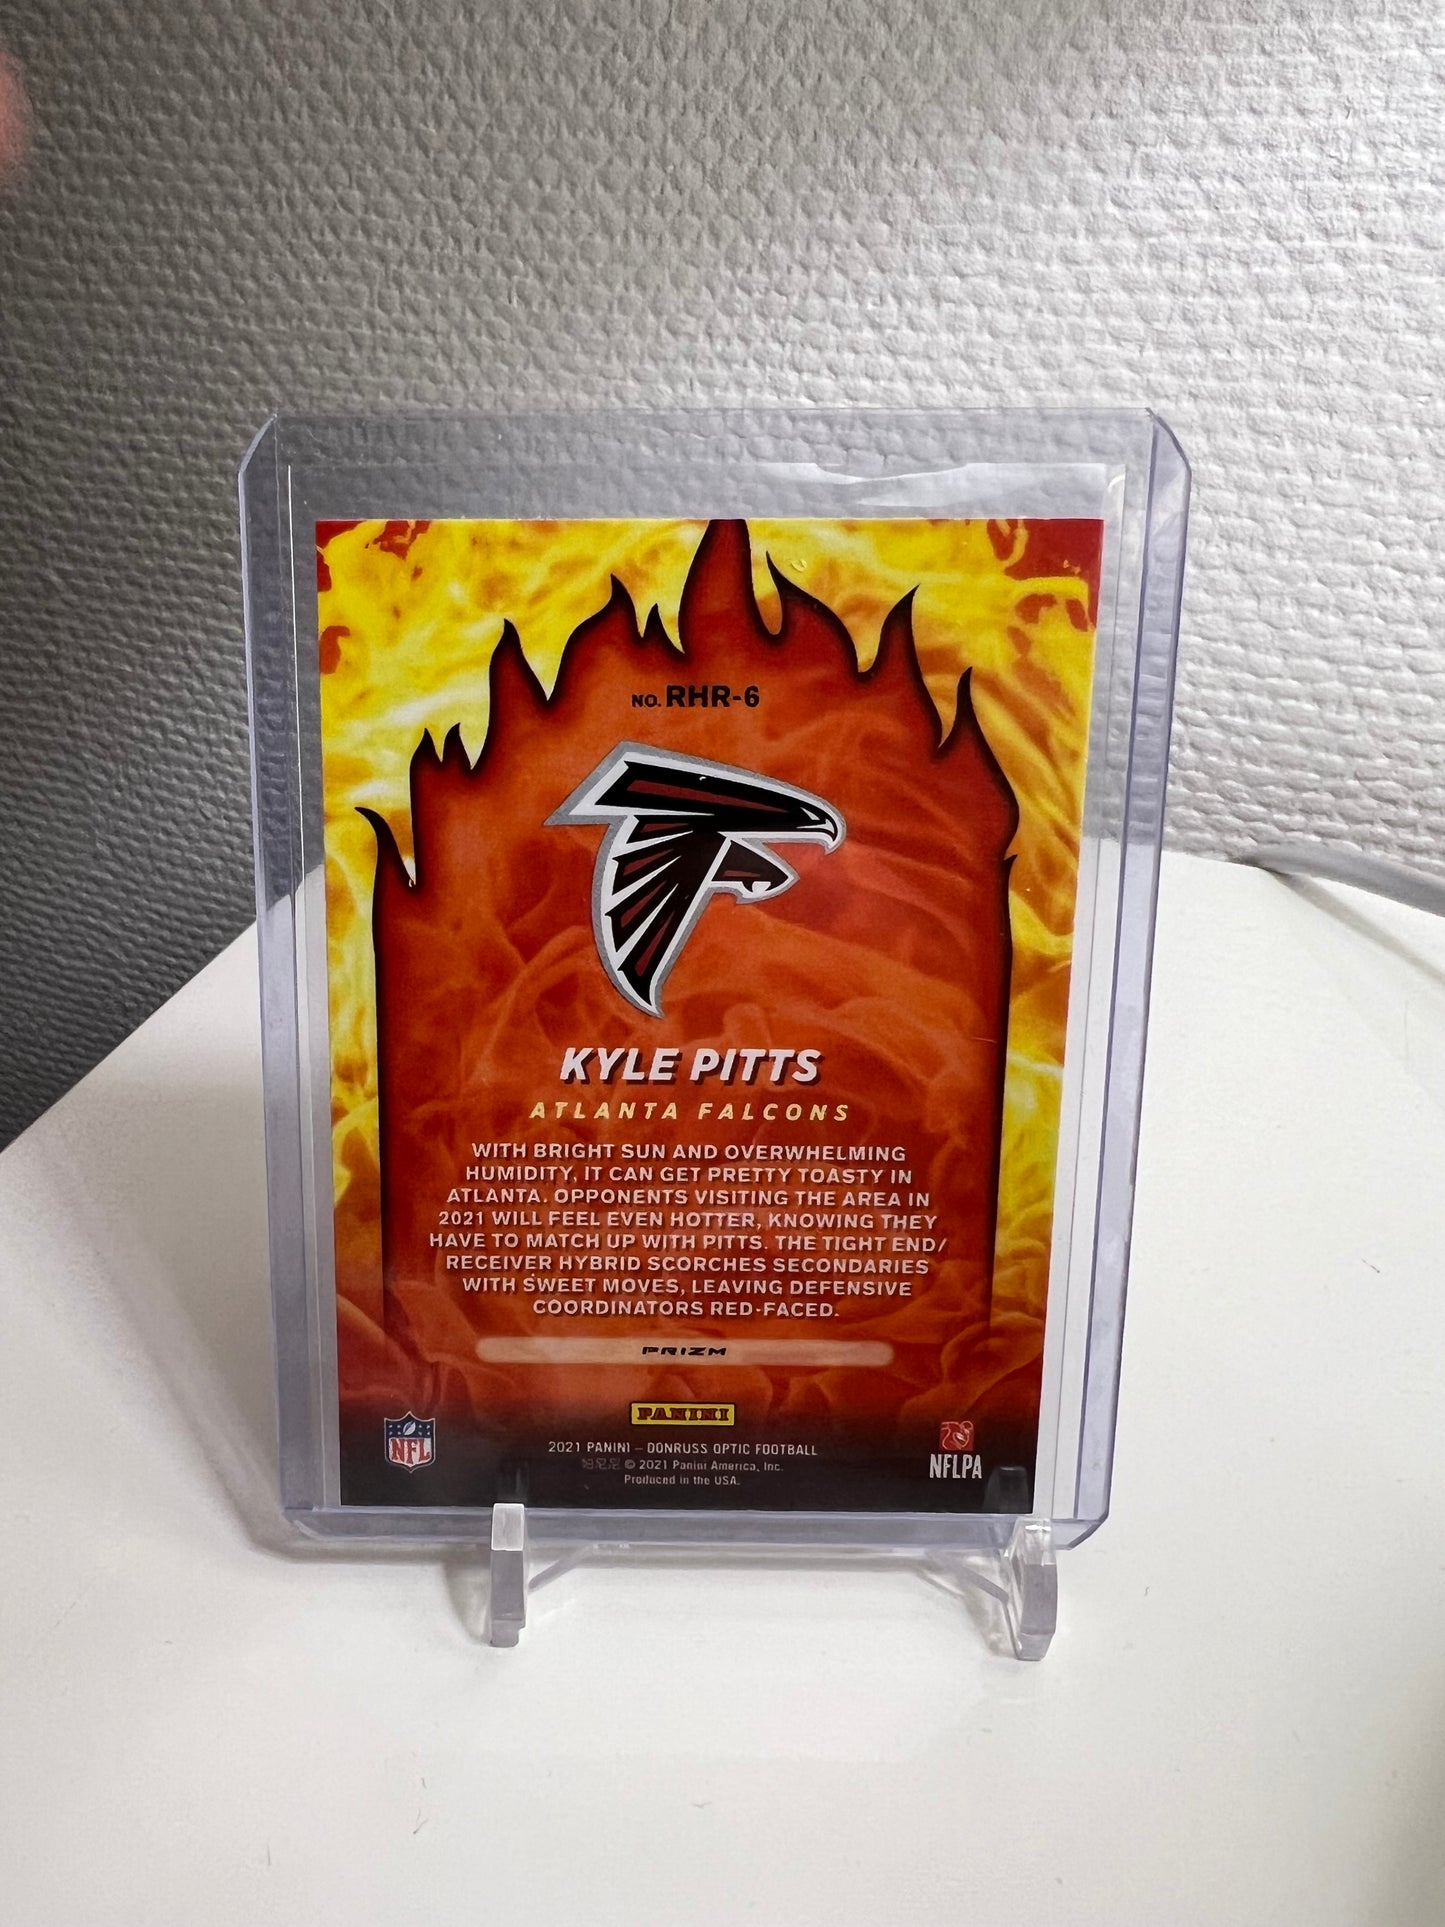 NO. RHR-6
KYLE PITTS
ATLANTA FALCONS
WITH BRIGHT SUN AND OVERWHELMING
HUMIDITY, IT CAN GET PRETTY TOASTY IN
ATLANTA. OPPONENTS VISITING THE AREA IN
2021 WILL FEEL EVEN HOTTER, KNOWING THEY
HAVE TO MATCH UP WITH PITTS. THE TIGHT END/
RECEIVER HYBRID SCORCHES SECONDARIES
WITH SWEET MOVES, LEAVING DEFENSIVE
COORDINATORS RED-FACED.
PRIZM
PANINI
NFL
2021 PANINI – DONRUSS OPTIC FOOTBALL
© 2021 Panini America, Inc.
Produced in the USA.
NFLPA